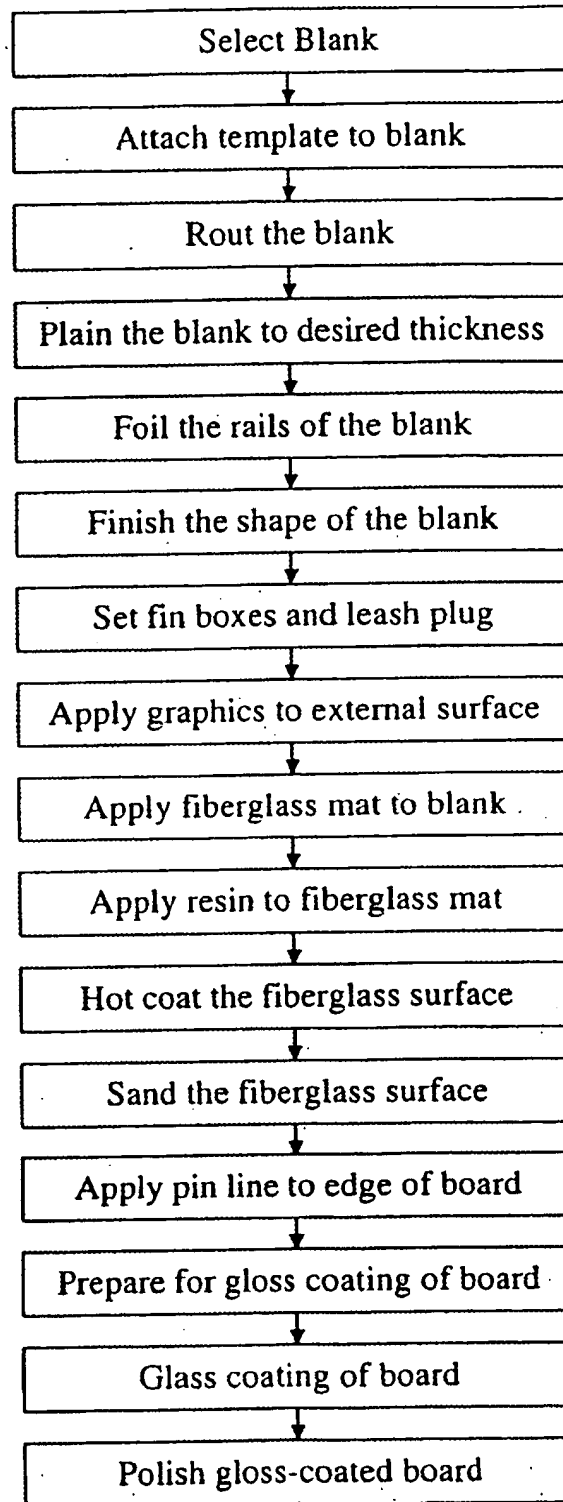 Select Blank
Attach template to blank
Rout the blank
Plain the blank to desired thickness
Foil the rails of the blank
Finish the shape of the blank
Set fin boxes and leash plug
Apply graphics to external surface
Apply fiberglass mat to blank
Apply resin to fiberglass mat
Hot coat the fiberglass surface
Sand the fiberglass surface
Apply pin line to edge of board
Prepare for gloss coating of board
Glass coating of board
Polish gloss-coated board